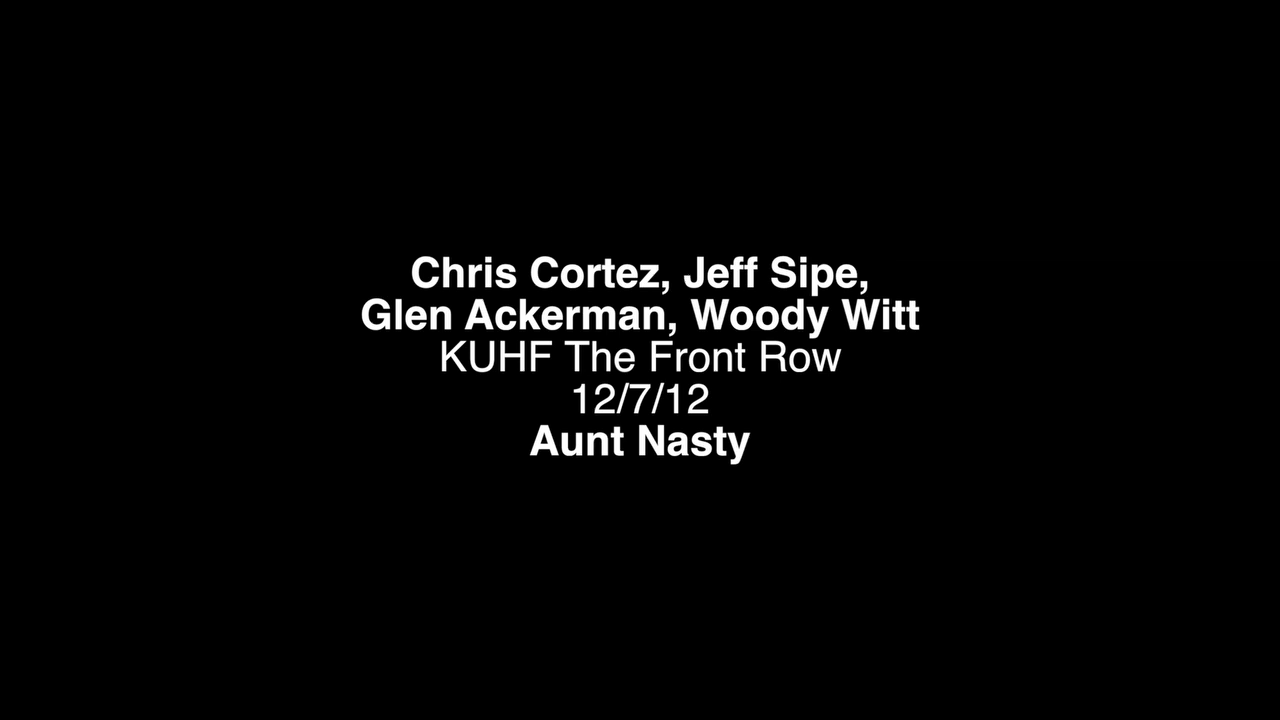 Chris Cortez, Jeff Sipe,
Glen Ackerman, Woody Witt
KUHF The Front Row
12/7/12
Aunt Nasty